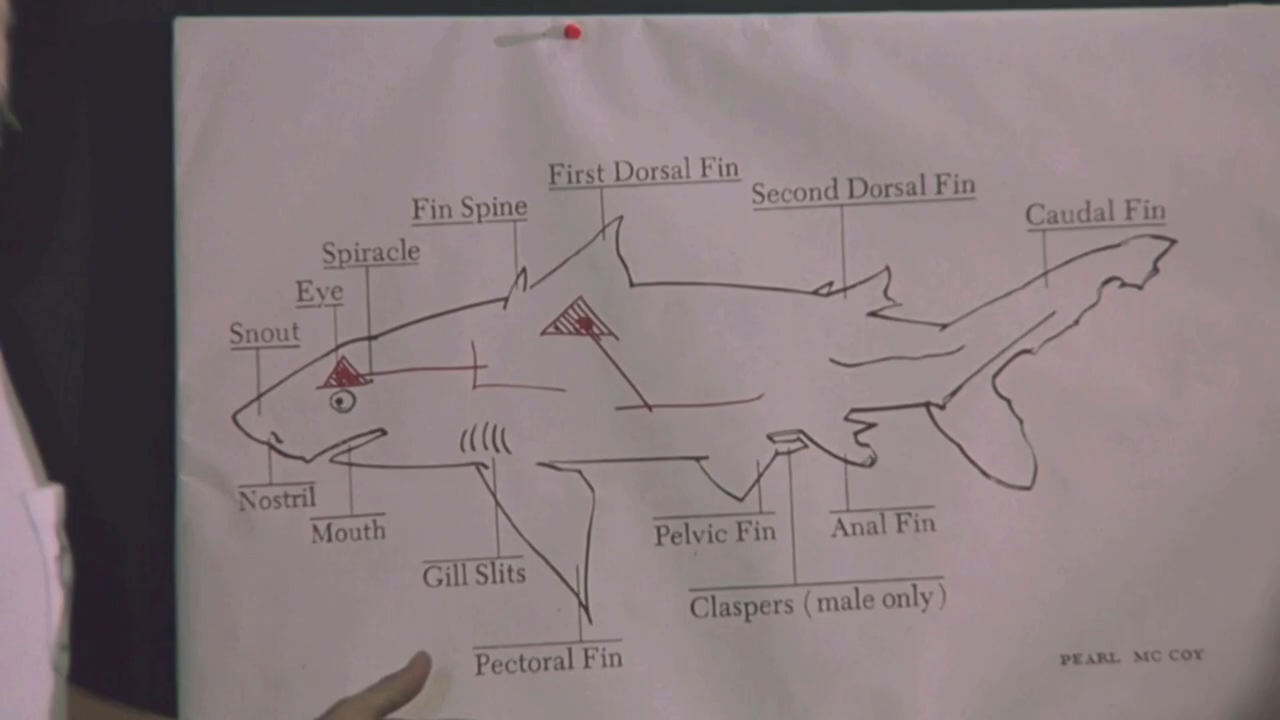 First Dorsal Fin
Second Dorsal Fin
Fin Spine
Caudal Fin
Spiracle
Eye
Snout
Nostril
Mouth
Pelvic Fin
Anal Fin
Gill Slits
Claspers (male only)
Pectoral Fin
PEARL MC COY